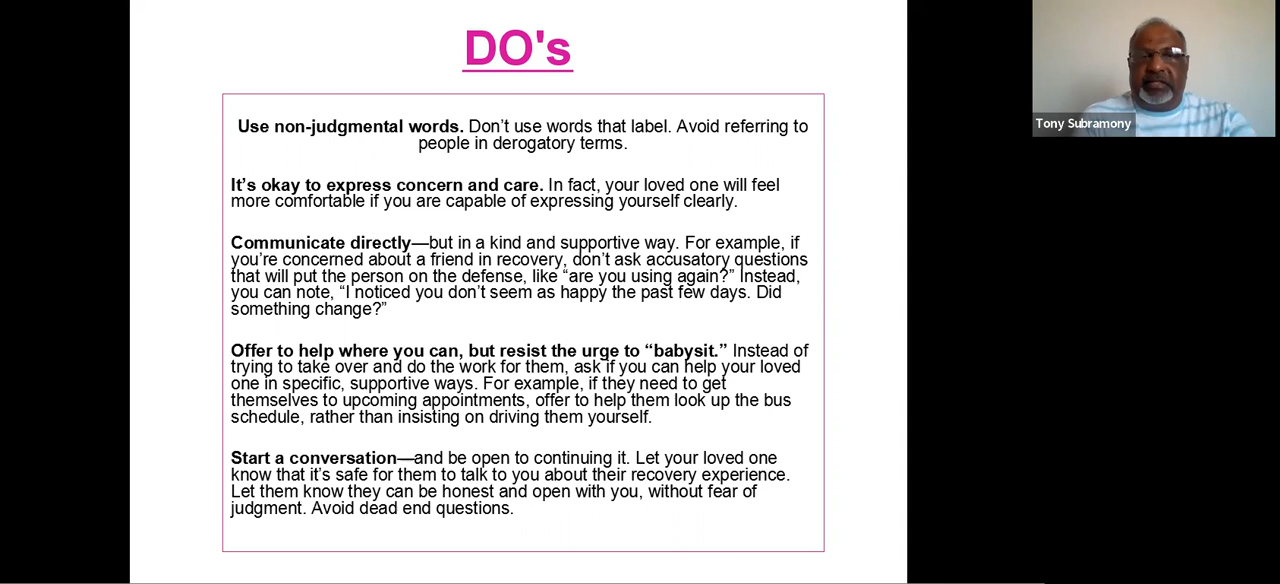 DO's
Use non-judgmental words. Don’t use words that label. Avoid referring to
people in derogatory terms.
It’s okay to express concern and care. In fact, your loved one will feel
more comfortable if you are capable of expressing yourself clearly.
Communicate directly—but in a kind and supportive way. For example, if
you’re concerned about a friend in recovery, don’t ask accusatory questions
that will put the person on the defense, like “are you using again?” Instead,
you can note, “I noticed you don’t seem as happy the past few days. Did
something change?”
Offer to help where you can, but resist the urge to “babysit.” Instead of
trying to take over and do the work for them, ask if you can help your loved
one in specific, supportive ways. For example, if they need to get
themselves to upcoming appointments, offer to help them look up the bus
schedule, rather than insisting on driving them yourself.
Start a conversation—and be open to continuing it. Let your loved one
know that it’s safe for them to talk to you about their recovery experience.
Let them know they can be honest and open with you, without fear of
judgment. Avoid dead end questions.
Tony Subramony